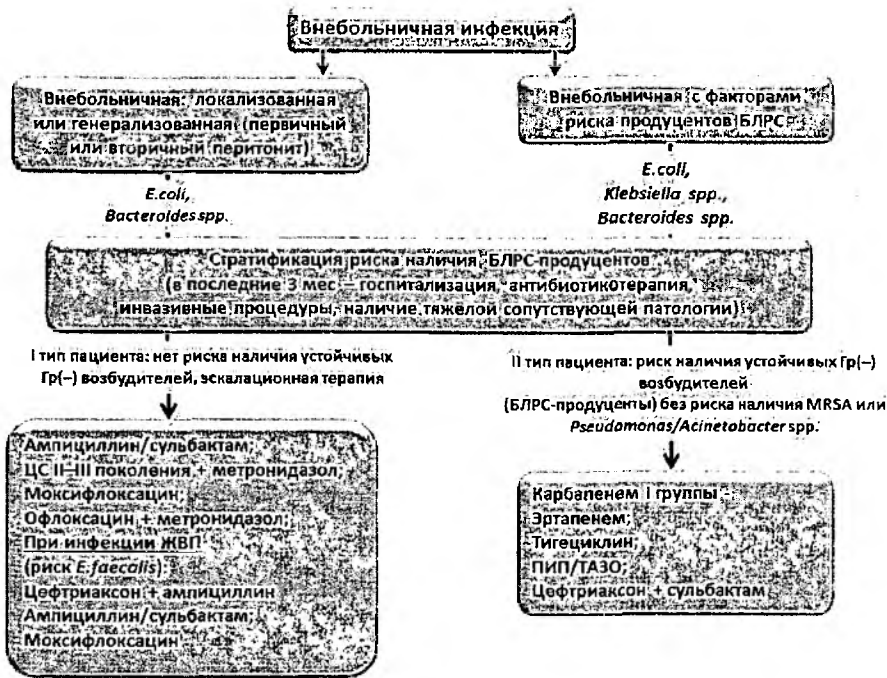 Внебольничная инфекция
Внебольничная: локализованная
или генерализованная (первичный
или вторичный перитонит)
E.coli,
Bacteroides spp.
Внебольничная с факторами
риска продуцентов БЛРС
E.coli,
Klebsiella spp.,
Bacteroides spp.
Стратификация риска наличия БЛРС-продуцентов
(в последние 3 мес – госпитализация, антибиотикотерапия,
инвазивные процедуры, наличие тяжёлой сопутствующей патологии)
I тип пациента: нет риска наличия устойчивых
Гр(–) возбудителей, эскалационная терапия
Ампициллин/сульбактам;
ЦС II–III поколения + метронидазол;
Моксифлоксацин;
Офлоксацин + метронидазол;
При инфекции ЖВП
(риск E.faecalis)
Цефтриаксон + ампициллин
Ампициллин/сульбактам;
Моксифлоксацин
II тип пациента: риск наличия устойчивых Гр(–)
возбудителей
(БЛРС-продуценты) без риска наличия MRSA или
Pseudomonas/Acinetobacter spp.
Карбапенем I группы -
Эртапенем;
Тигециклин;
ПИП/ТАЗО;
Цефтриаксон + сульбактам